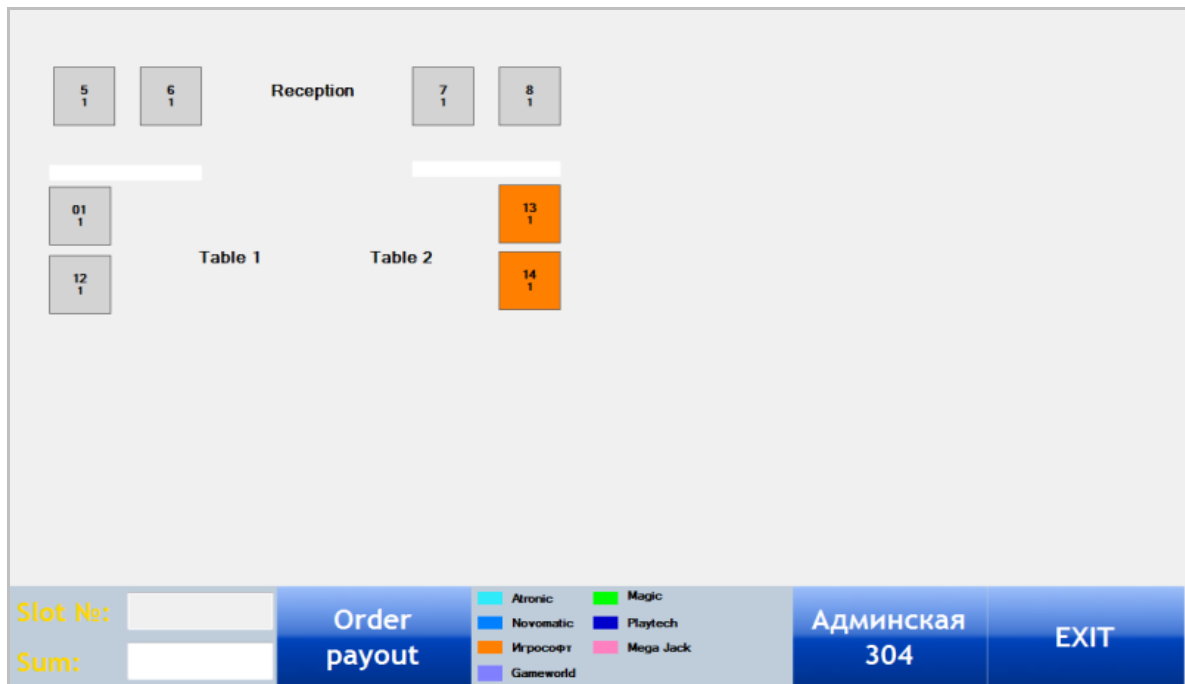 5
1
6
1
Reception
7
1
8
1
01
1
13
1
Table 1
Table 2
12
1
14
1
Slot №:
Sum:
Order
payout
Atronic
Magic
Novomatic
Playtech
Игрософт
Mega Jack
Gameworld
Админская
304
EXIT